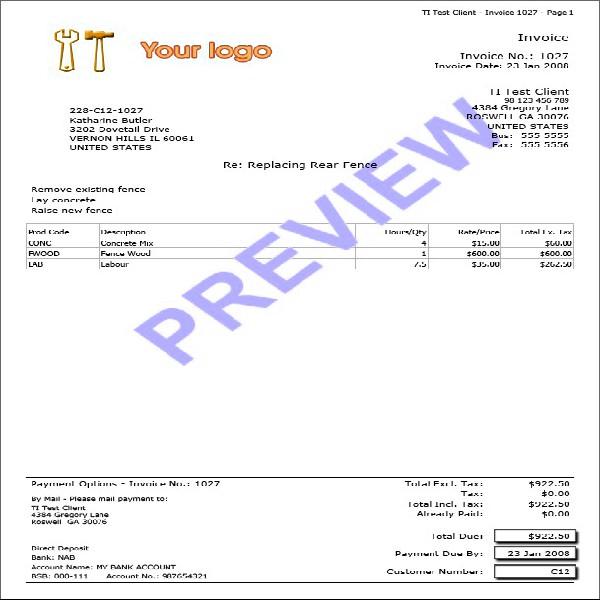 TI Test Client - Invoice 1027 - Page 1
Your logo
Invoice
Invoice No.: 1027
Invoice Date: 23 Jan 2008
TI Test Client
98 123 456 789
4384 Gregory Lane
ROSWELL GA 30076
UNITED STATES
Bus: 555 5555
Fax: 555 5556
228-C12-1027
Katharine Butler
3202 Dovetail Drive
VERNON HILLS IL 60061
UNITED STATES
Re: Replacing Rear Fence
Remove existing fence
Lay concrete
Raise new fence
Prod Code Description Hours/Qty Rate/Price Total Ex. Tax
CONC Concrete Mix 4 $15.00 $60.00
FWOOD Fence Wood 1 $600.00 $600.00
LAB Labour 7.5 $35.00 $262.50
PREVIEW
Payment Options - Invoice No.: 1027
By Mail - Please mail payment to:
TI Test Client
4384 Gregory Lane
Roswell GA 30076
Direct Deposit
Bank: NAB
Account Name: MY BANK ACCOUNT
BSB: 000-111 Account No.: 987654321
Total Excl. Tax: $922.50
Tax: $0.00
Total Incl. Tax: $922.50
Already Paid: $0.00
Total Due: $922.50
Payment Due By: 23 Jan 2008
Customer Number: C12